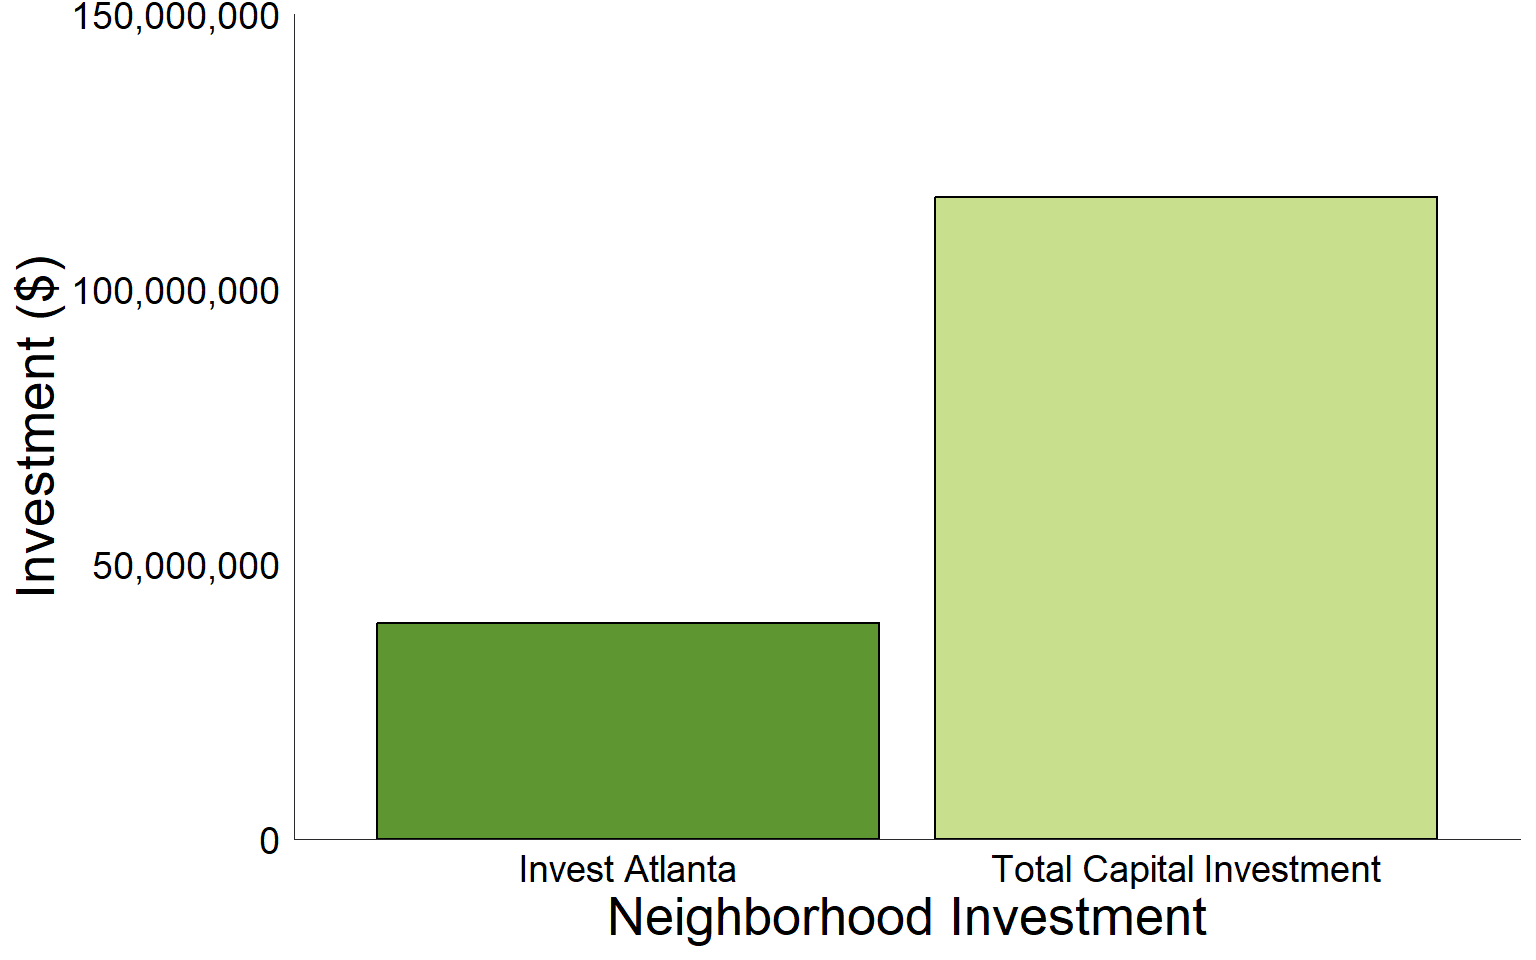 150,000,000
100,000,000
50,000,000
0
Investment ($)
Invest Atlanta
Total Capital Investment
Neighborhood Investment